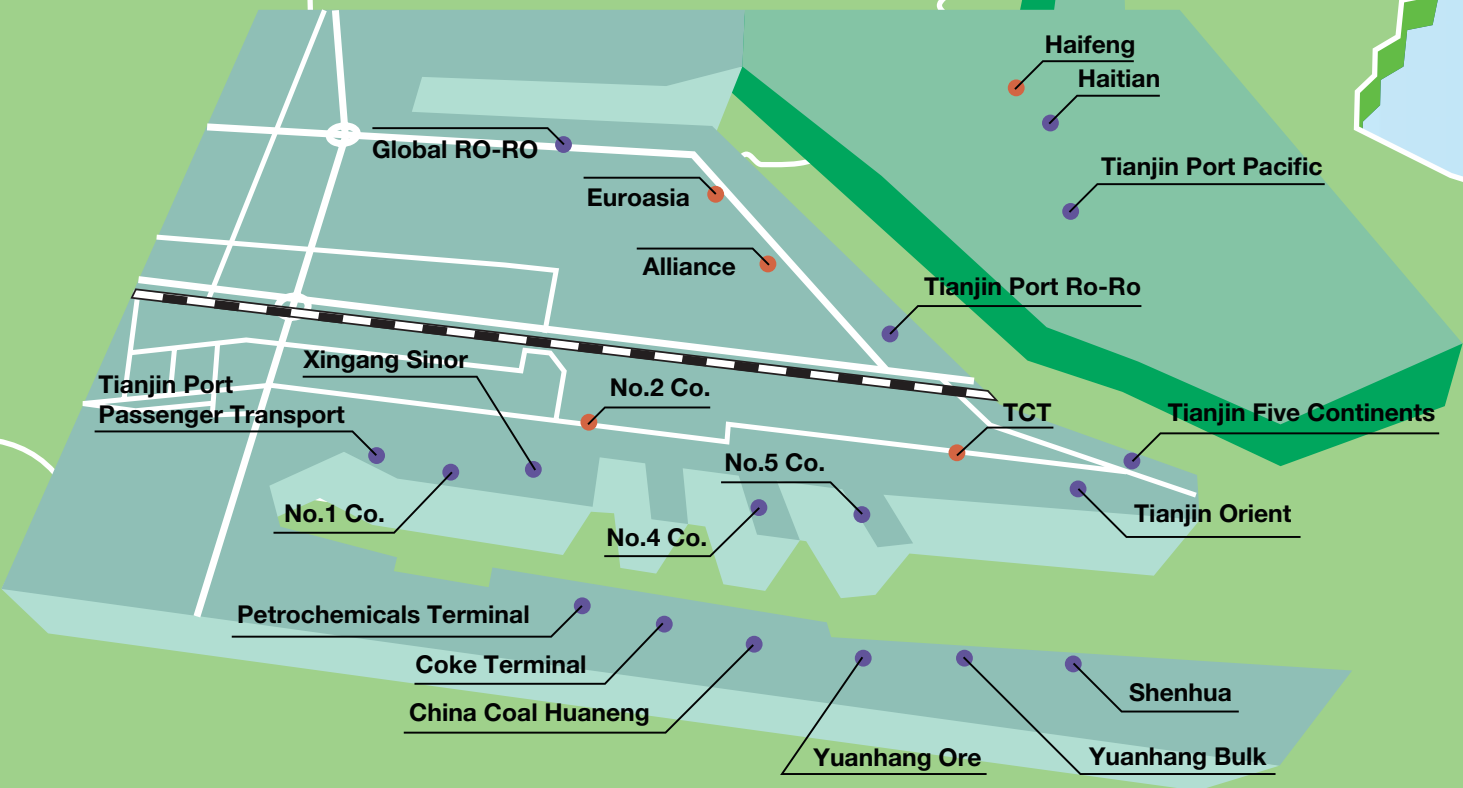 Haifeng
Haitian
Global RO-RO
Tianjin Port Pacific
Euroasia
Alliance
Tianjin Port Ro-Ro
Xingang Sinor
Tianjin Port
Passenger Transport
No.2 Co.
TCT
Tianjin Five Continents
No.5 Co.
No.1 Co.
Tianjin Orient
No.4 Co.
Petrochemicals Terminal
Coke Terminal
Shenhua
China Coal Huaneng
Yuanhang Ore
Yuanhang Bulk